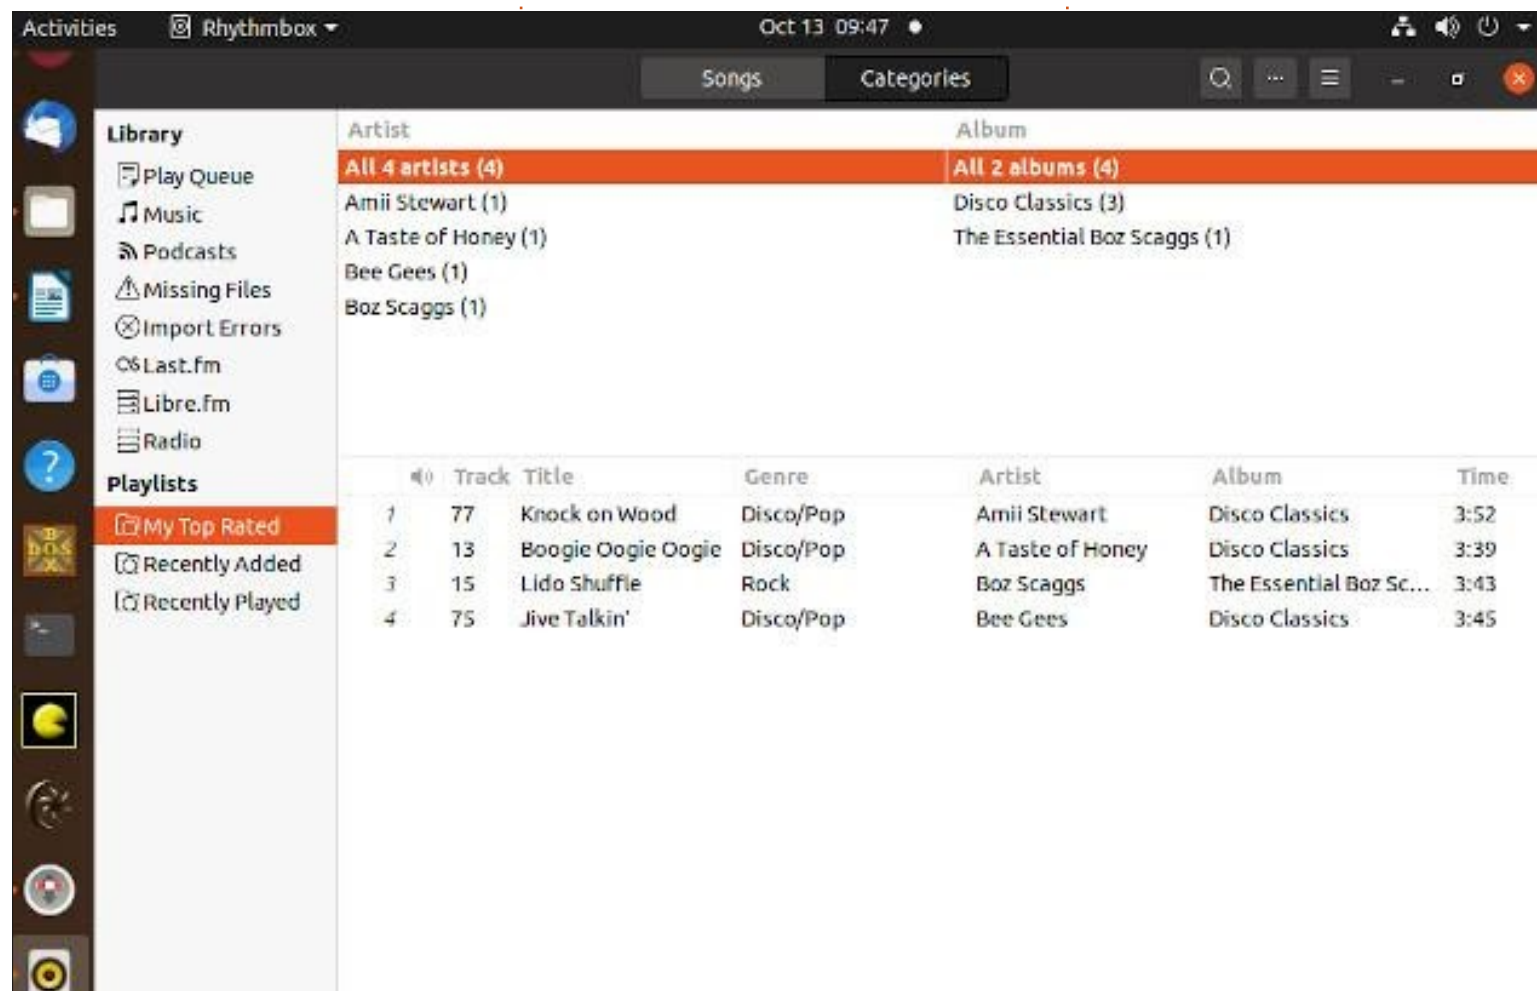 Activities Rhythmbox Oct 13 09:47
Songs Categories
Library
Play Queue
Music
Podcasts
Missing Files
Import Errors
Last.fm
Libre.fm
Radio
Playlists
My Top Rated
Recently Added
Recently Played
Artist Album
All 4 artists (4) All 2 albums (4)
Amii Stewart (1) Disco Classics (3)
A Taste of Honey (1) The Essential Boz Scaggs (1)
Bee Gees (1)
Boz Scaggs (1)
Track Title Genre Artist Album Time
1 77 Knock on Wood Disco/Pop Amii Stewart Disco Classics 3:52
2 13 Boogie Oogie Oogie Disco/Pop A Taste of Honey Disco Classics 3:39
3 15 Lido Shuffle Rock Boz Scaggs The Essential Boz Sc... 3:43
4 75 Jive Talkin' Disco/Pop Bee Gees Disco Classics 3:45